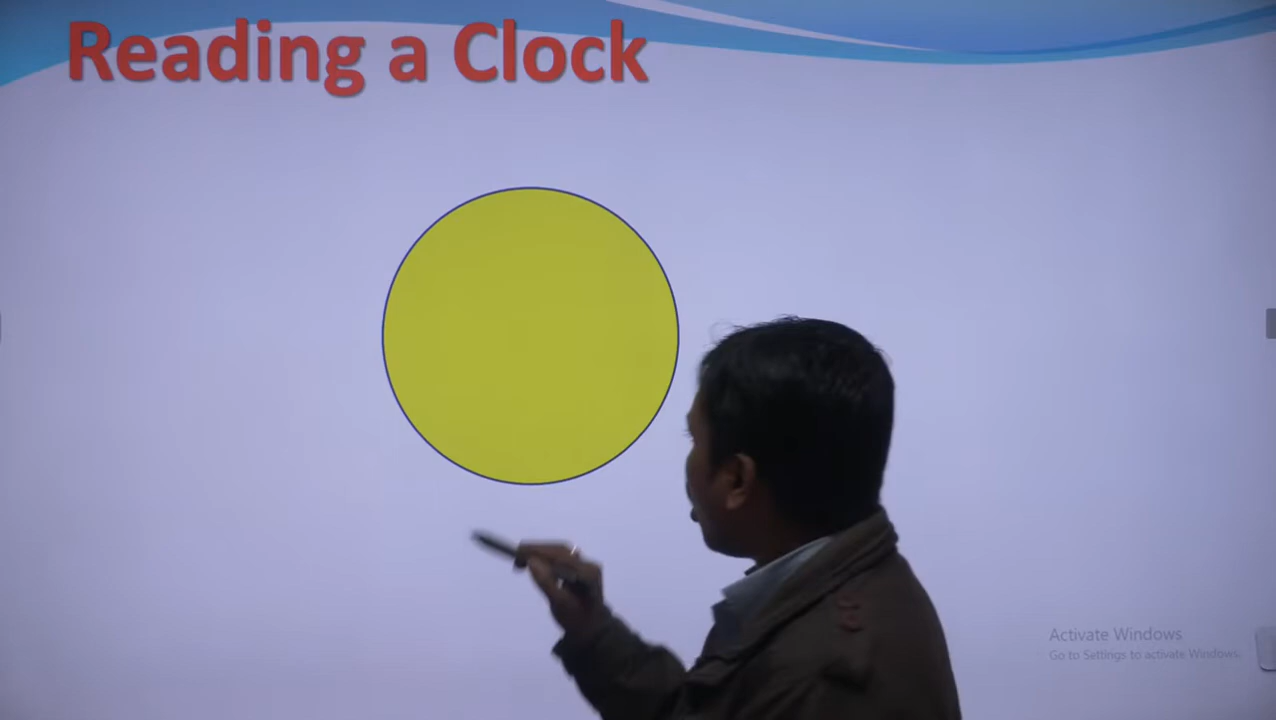 Reading a Clock
Activate Windows
Go to Settings to activate Windows.